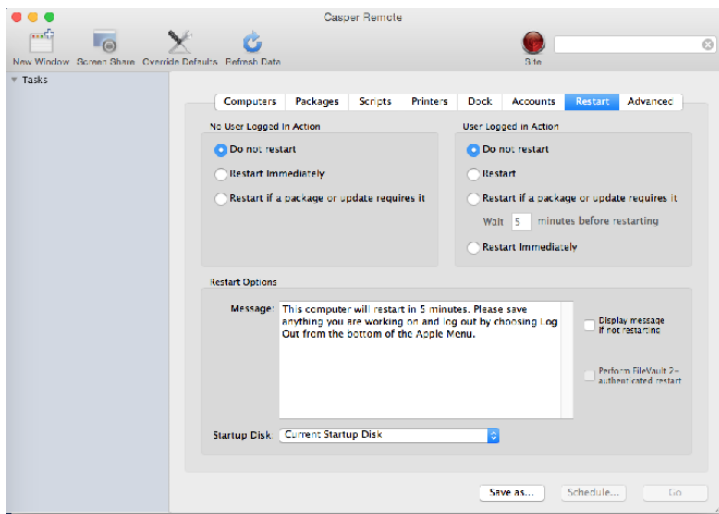 Casper Remote
New Window Screen Share Override Defaults Refresh Data Site
Tasks
Computers Packages Scripts Printers Dock Accounts Restart Advanced
No User Logged In Action
Do not restart
Restart Immediately
Restart if a package or update requires it
User Logged in Action
Do not restart
Restart
Restart if a package or update requires it
Wait 5 minutes before restarting
Restart Immediately
Restart Options
Message:
This computer will restart in 5 minutes. Please save
anything you are working on and log out by choosing Log
Out from the bottom of the Apple Menu.
Display message
if not restarting
Perform FileVault 2-
authenticated restart
Startup Disk: Current Startup Disk
Save as... Schedule... Go